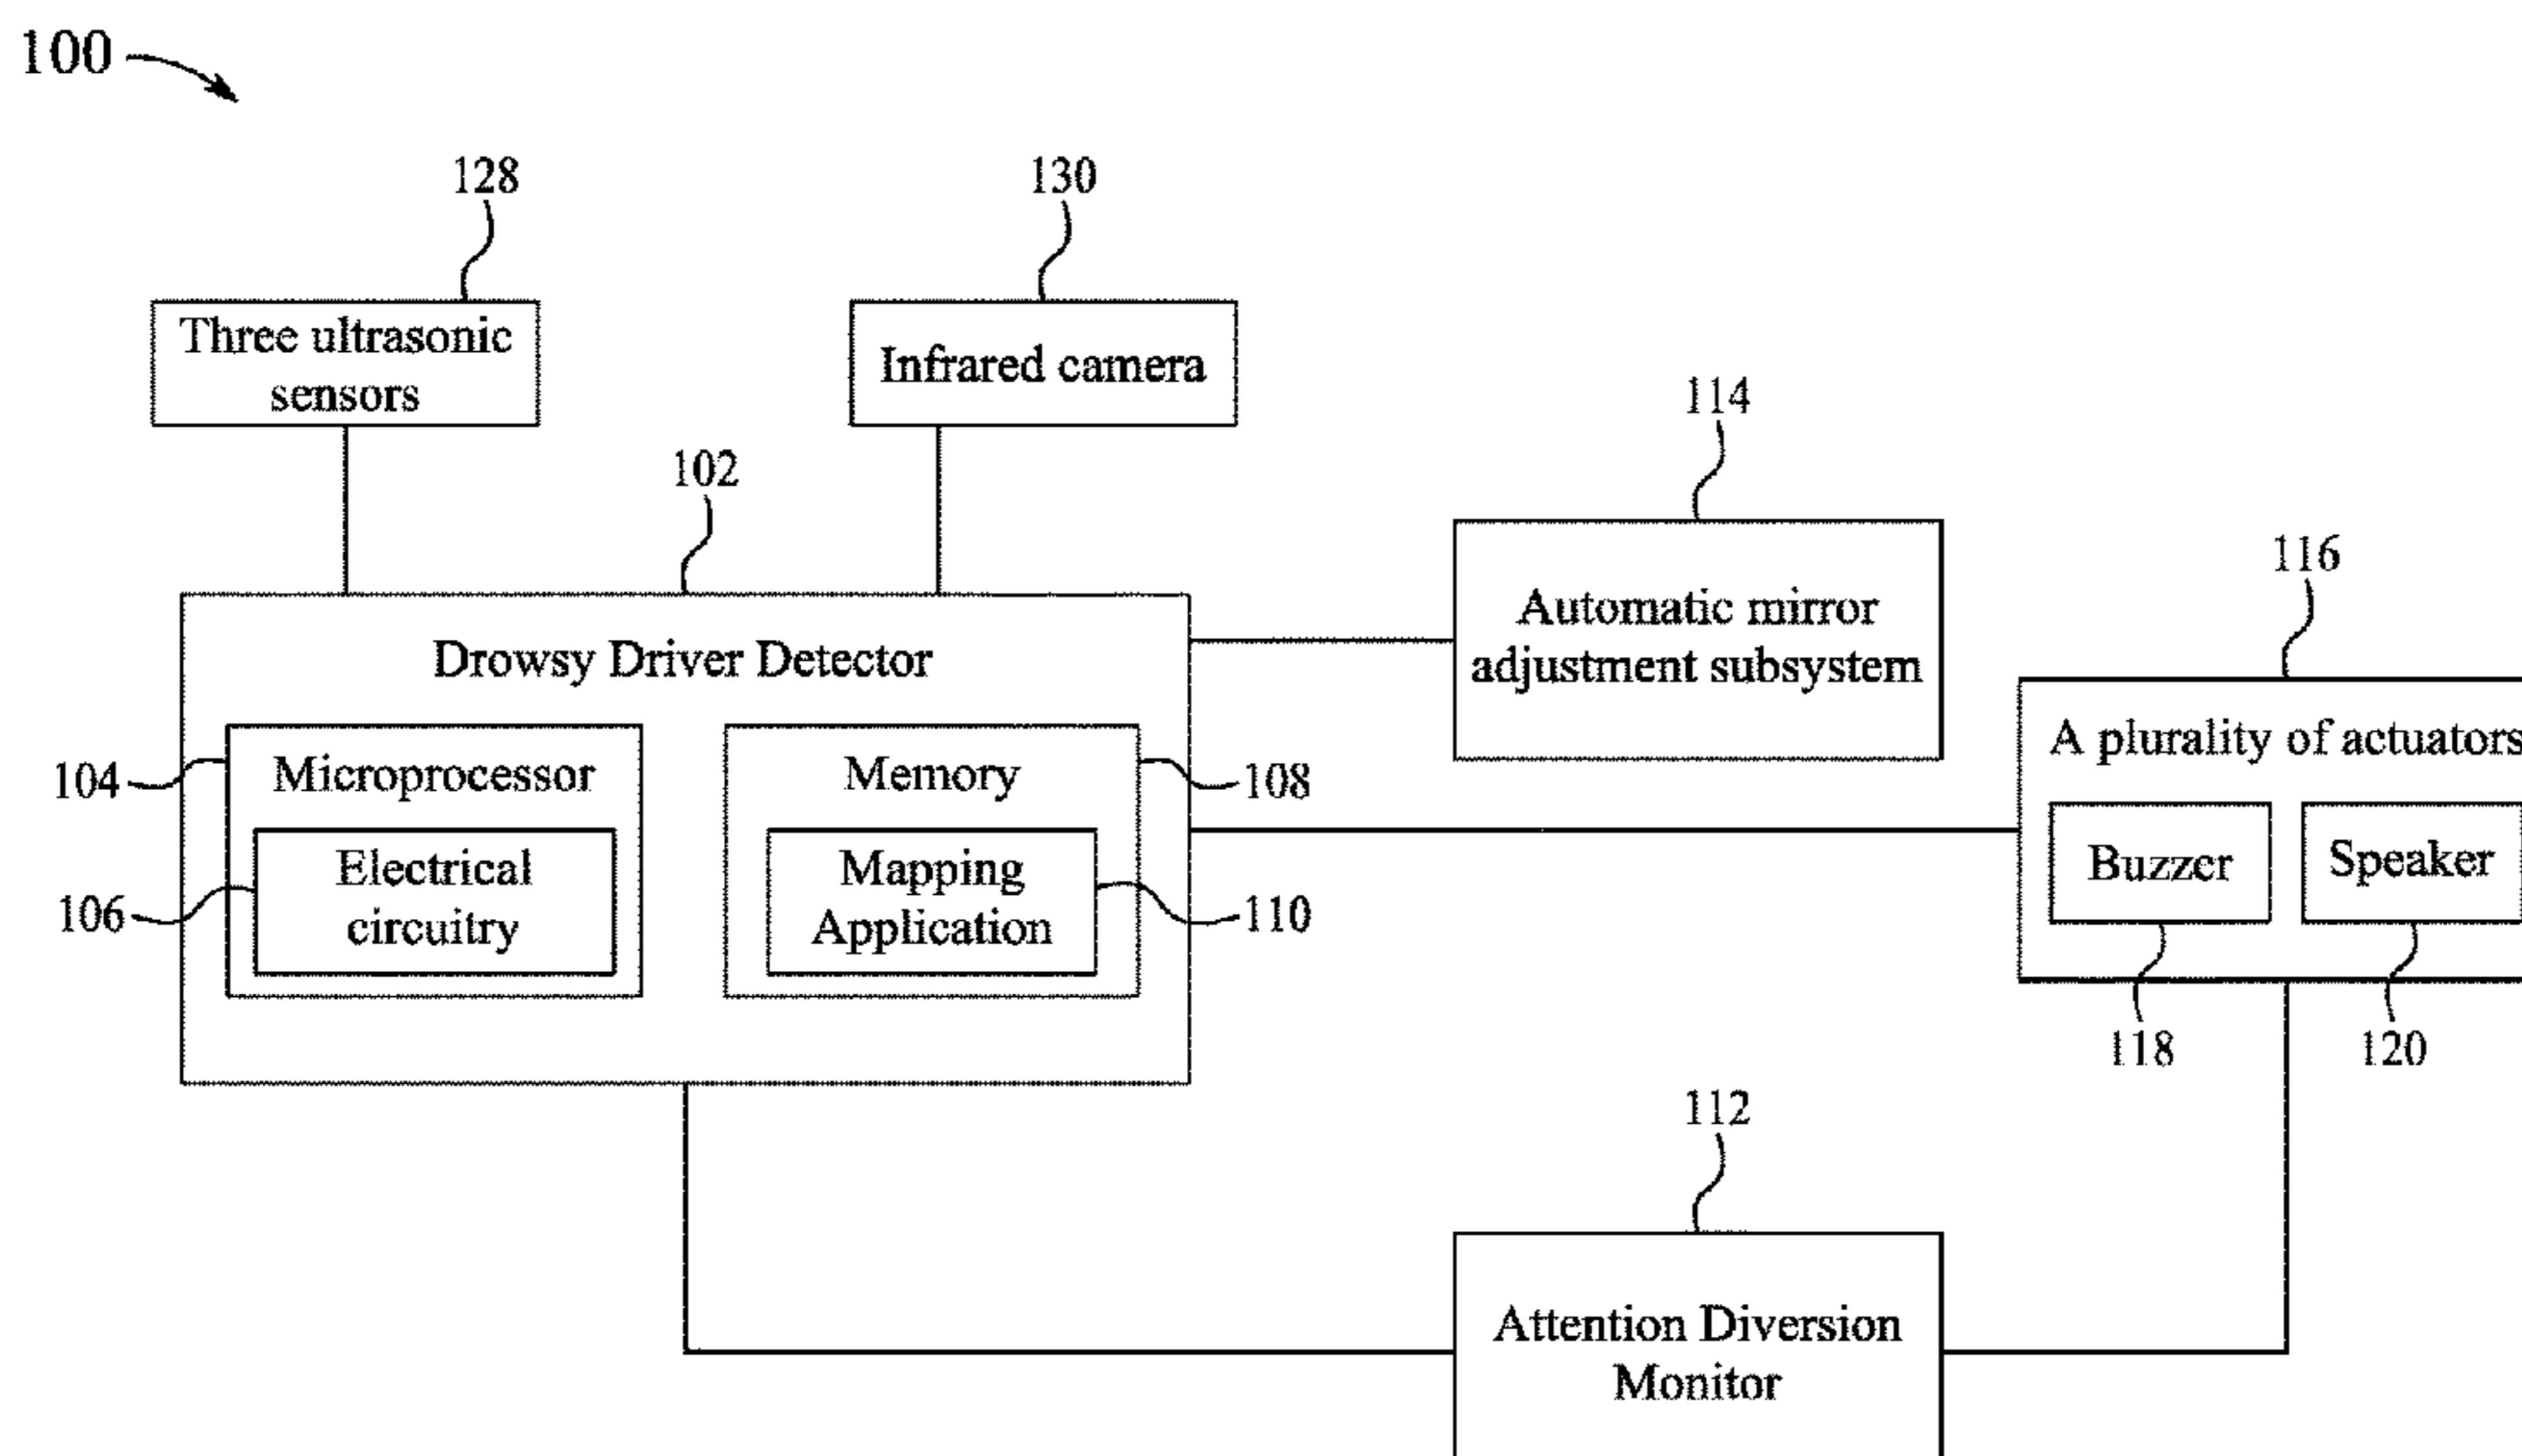 100
128
130
Three ultrasonic
sensors
Infrared camera
114
102
116
Automatic mirror
adjustment subsystem
Drowsy Driver Detector
A plurality of actuators
104
Microprocessor
Memory
108
Electrical
circuitry
Mapping
Application
Buzzer
Speaker
106
110
118
120
112
Attention Diversion
Monitor